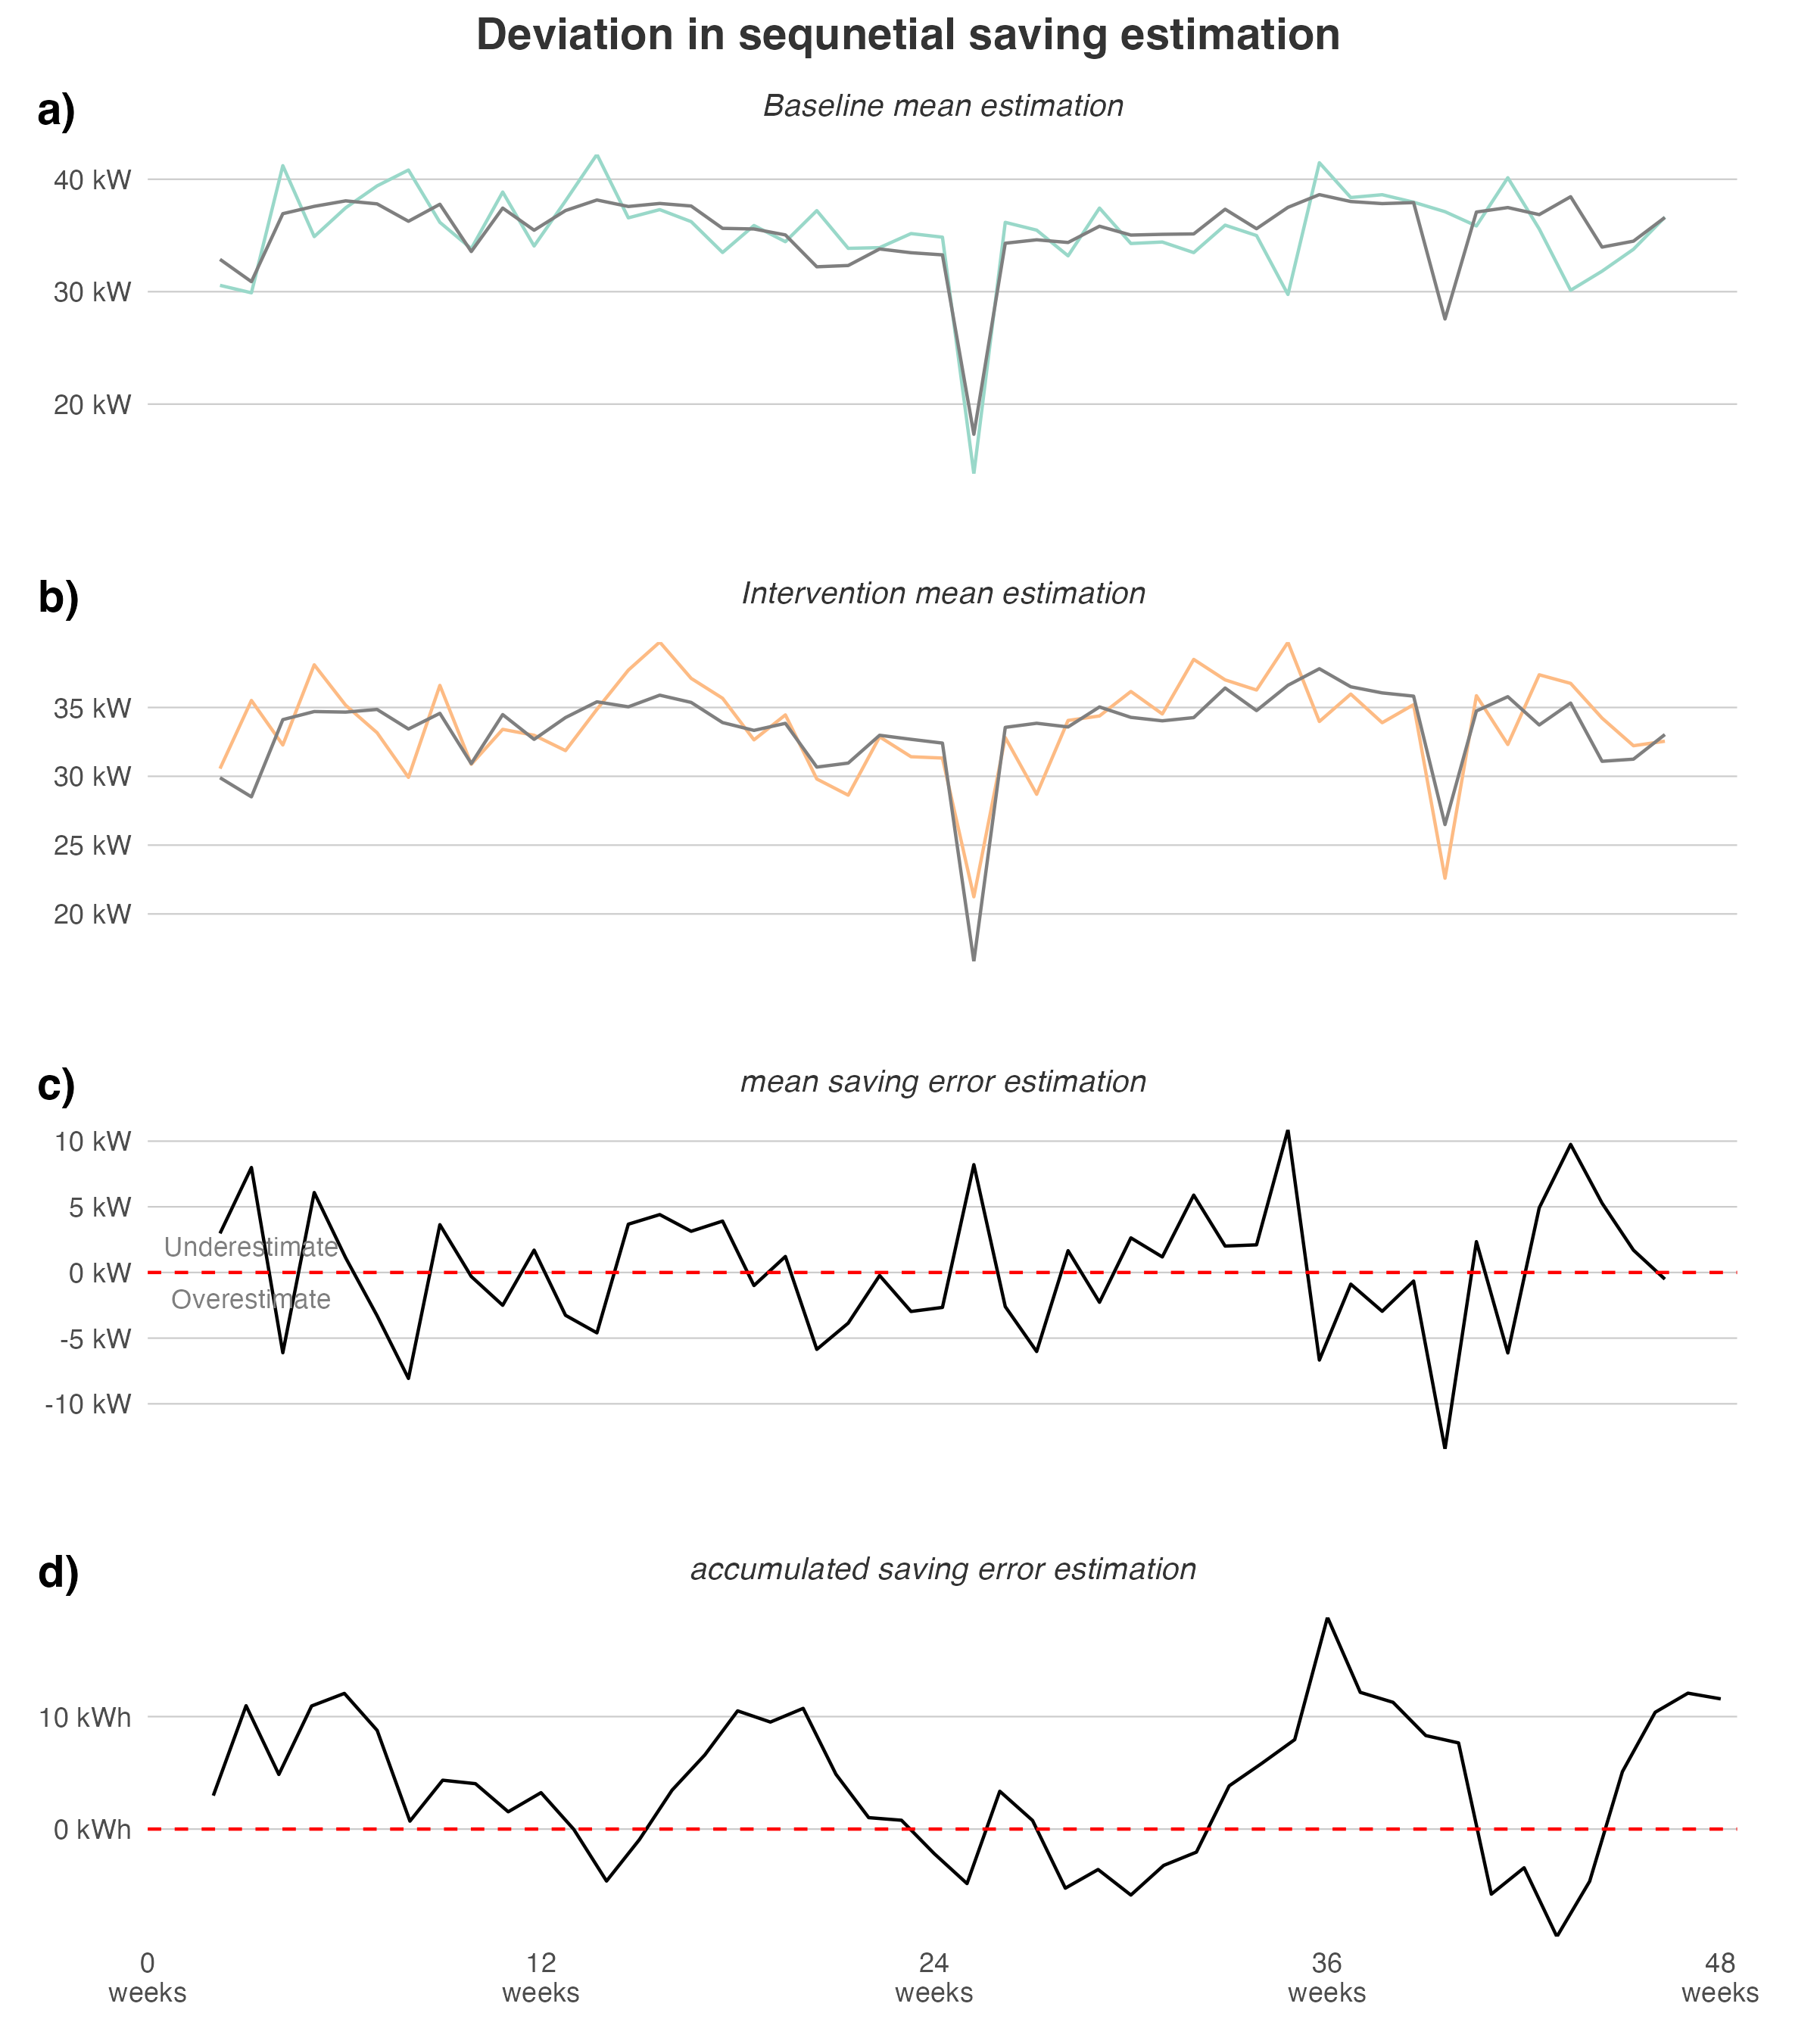 Deviation in sequnetial saving estimation
a)
Baseline mean estimation
40 kW
30 kW
20 kW
b)
Intervention mean estimation
35 kW
30 kW
25 kW
20 kW
c)
mean saving error estimation
10 kW
5 kW
Underestimate
0 kW
Overestimate
-5 kW
-10 kW
d)
accumulated saving error estimation
10 kWh
0 kWh
0 12 24 36 48
weeks weeks weeks weeks weeks